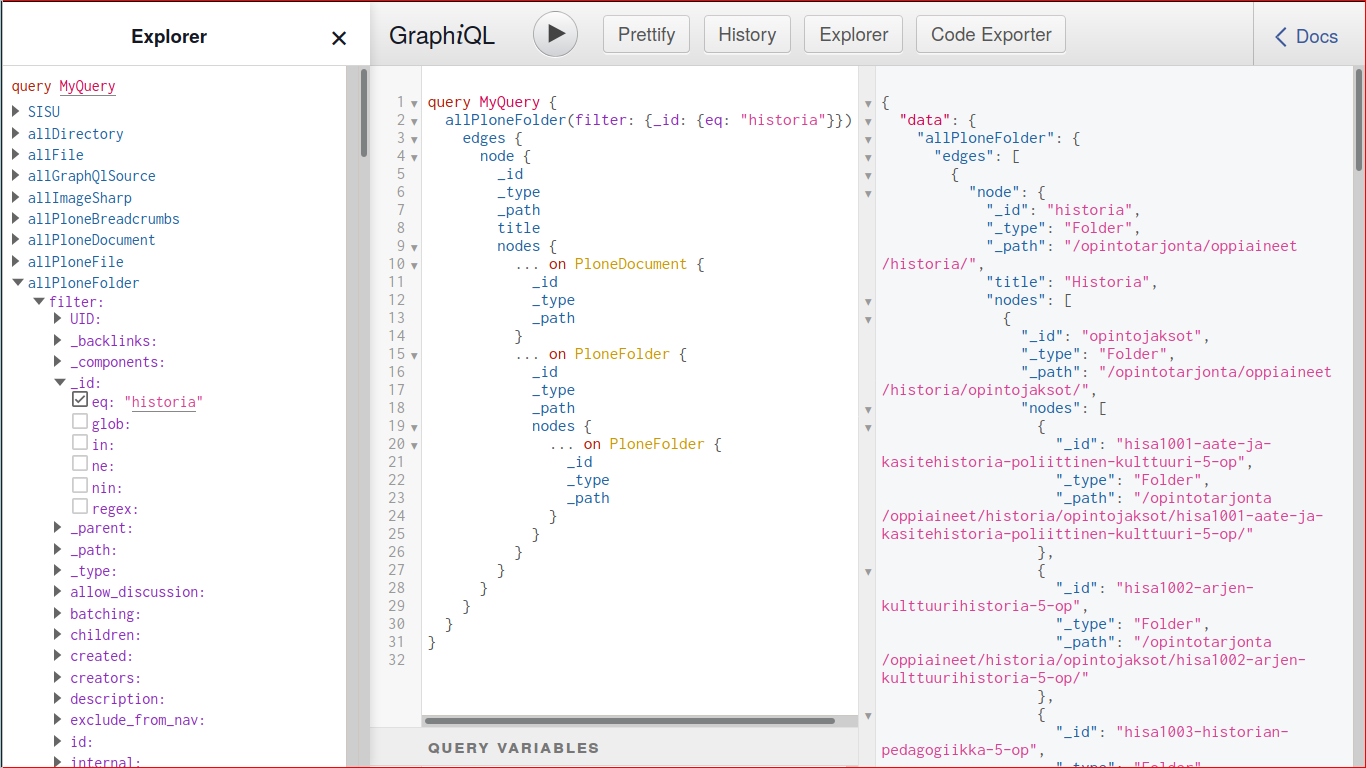 Explorer
✕
GraphiQL
Prettify
History
Explorer
Code Exporter
Docs
query MyQuery
SISU
allDirectory
allFile
allGraphQlSource
allImageSharp
allPloneBreadcrumbs
allPloneDocument
allPloneFile
allPloneFolder
filter:
UID:
_backlinks:
_components:
_id:
eq: "historia"
glob:
in:
ne:
nin:
regex:
_parent:
_path:
_type:
allow_discussion:
batching:
children:
created:
creators:
description:
exclude_from_nav:
id:
internal:
1 query MyQuery {
2 allPloneFolder(filter: {_id: {eq: "historia"}})
3 edges {
4 node {
5 _id
6 _type
7 _path
8 title
9 nodes {
10 ... on PloneDocument {
11 _id
12 _type
13 _path
14 }
15 ... on PloneFolder {
16 _id
17 _type
18 _path
19 nodes {
20 ... on PloneFolder {
21 _id
22 _type
23 _path
24 }
25 }
26 }
27 }
28 }
29 }
30 }
31 }
32
QUERY VARIABLES
{
"data": {
"allPloneFolder": {
"edges": [
{
"node": {
"_id": "historia",
"_type": "Folder",
"_path": "/opintotarjonta/oppiaineet
/historia/",
"title": "Historia",
"nodes": [
{
"_id": "opintojaksot",
"_type": "Folder",
"_path": "/opintotarjonta/oppiaineet
/historia/opintojaksot/",
"nodes": [
{
"_id": "hisa1001-aate-ja-
kasitehistoria-poliittinen-kulttuuri-5-op",
"_type": "Folder",
"_path": "/opintotarjonta
/oppiaineet/historia/opintojaksot/hisa1001-aate-ja-
kasitehistoria-poliittinen-kulttuuri-5-op/"
},
{
"_id": "hisa1002-arjen-
kulttuurihistoria-5-op",
"_type": "Folder",
"_path": "/opintotarjonta
/oppiaineet/historia/opintojaksot/hisa1002-arjen-
kulttuurihistoria-5-op/"
},
{
"_id": "hisa1003-historian-
pedagogiikka-5-op",
"_type": "Folder",